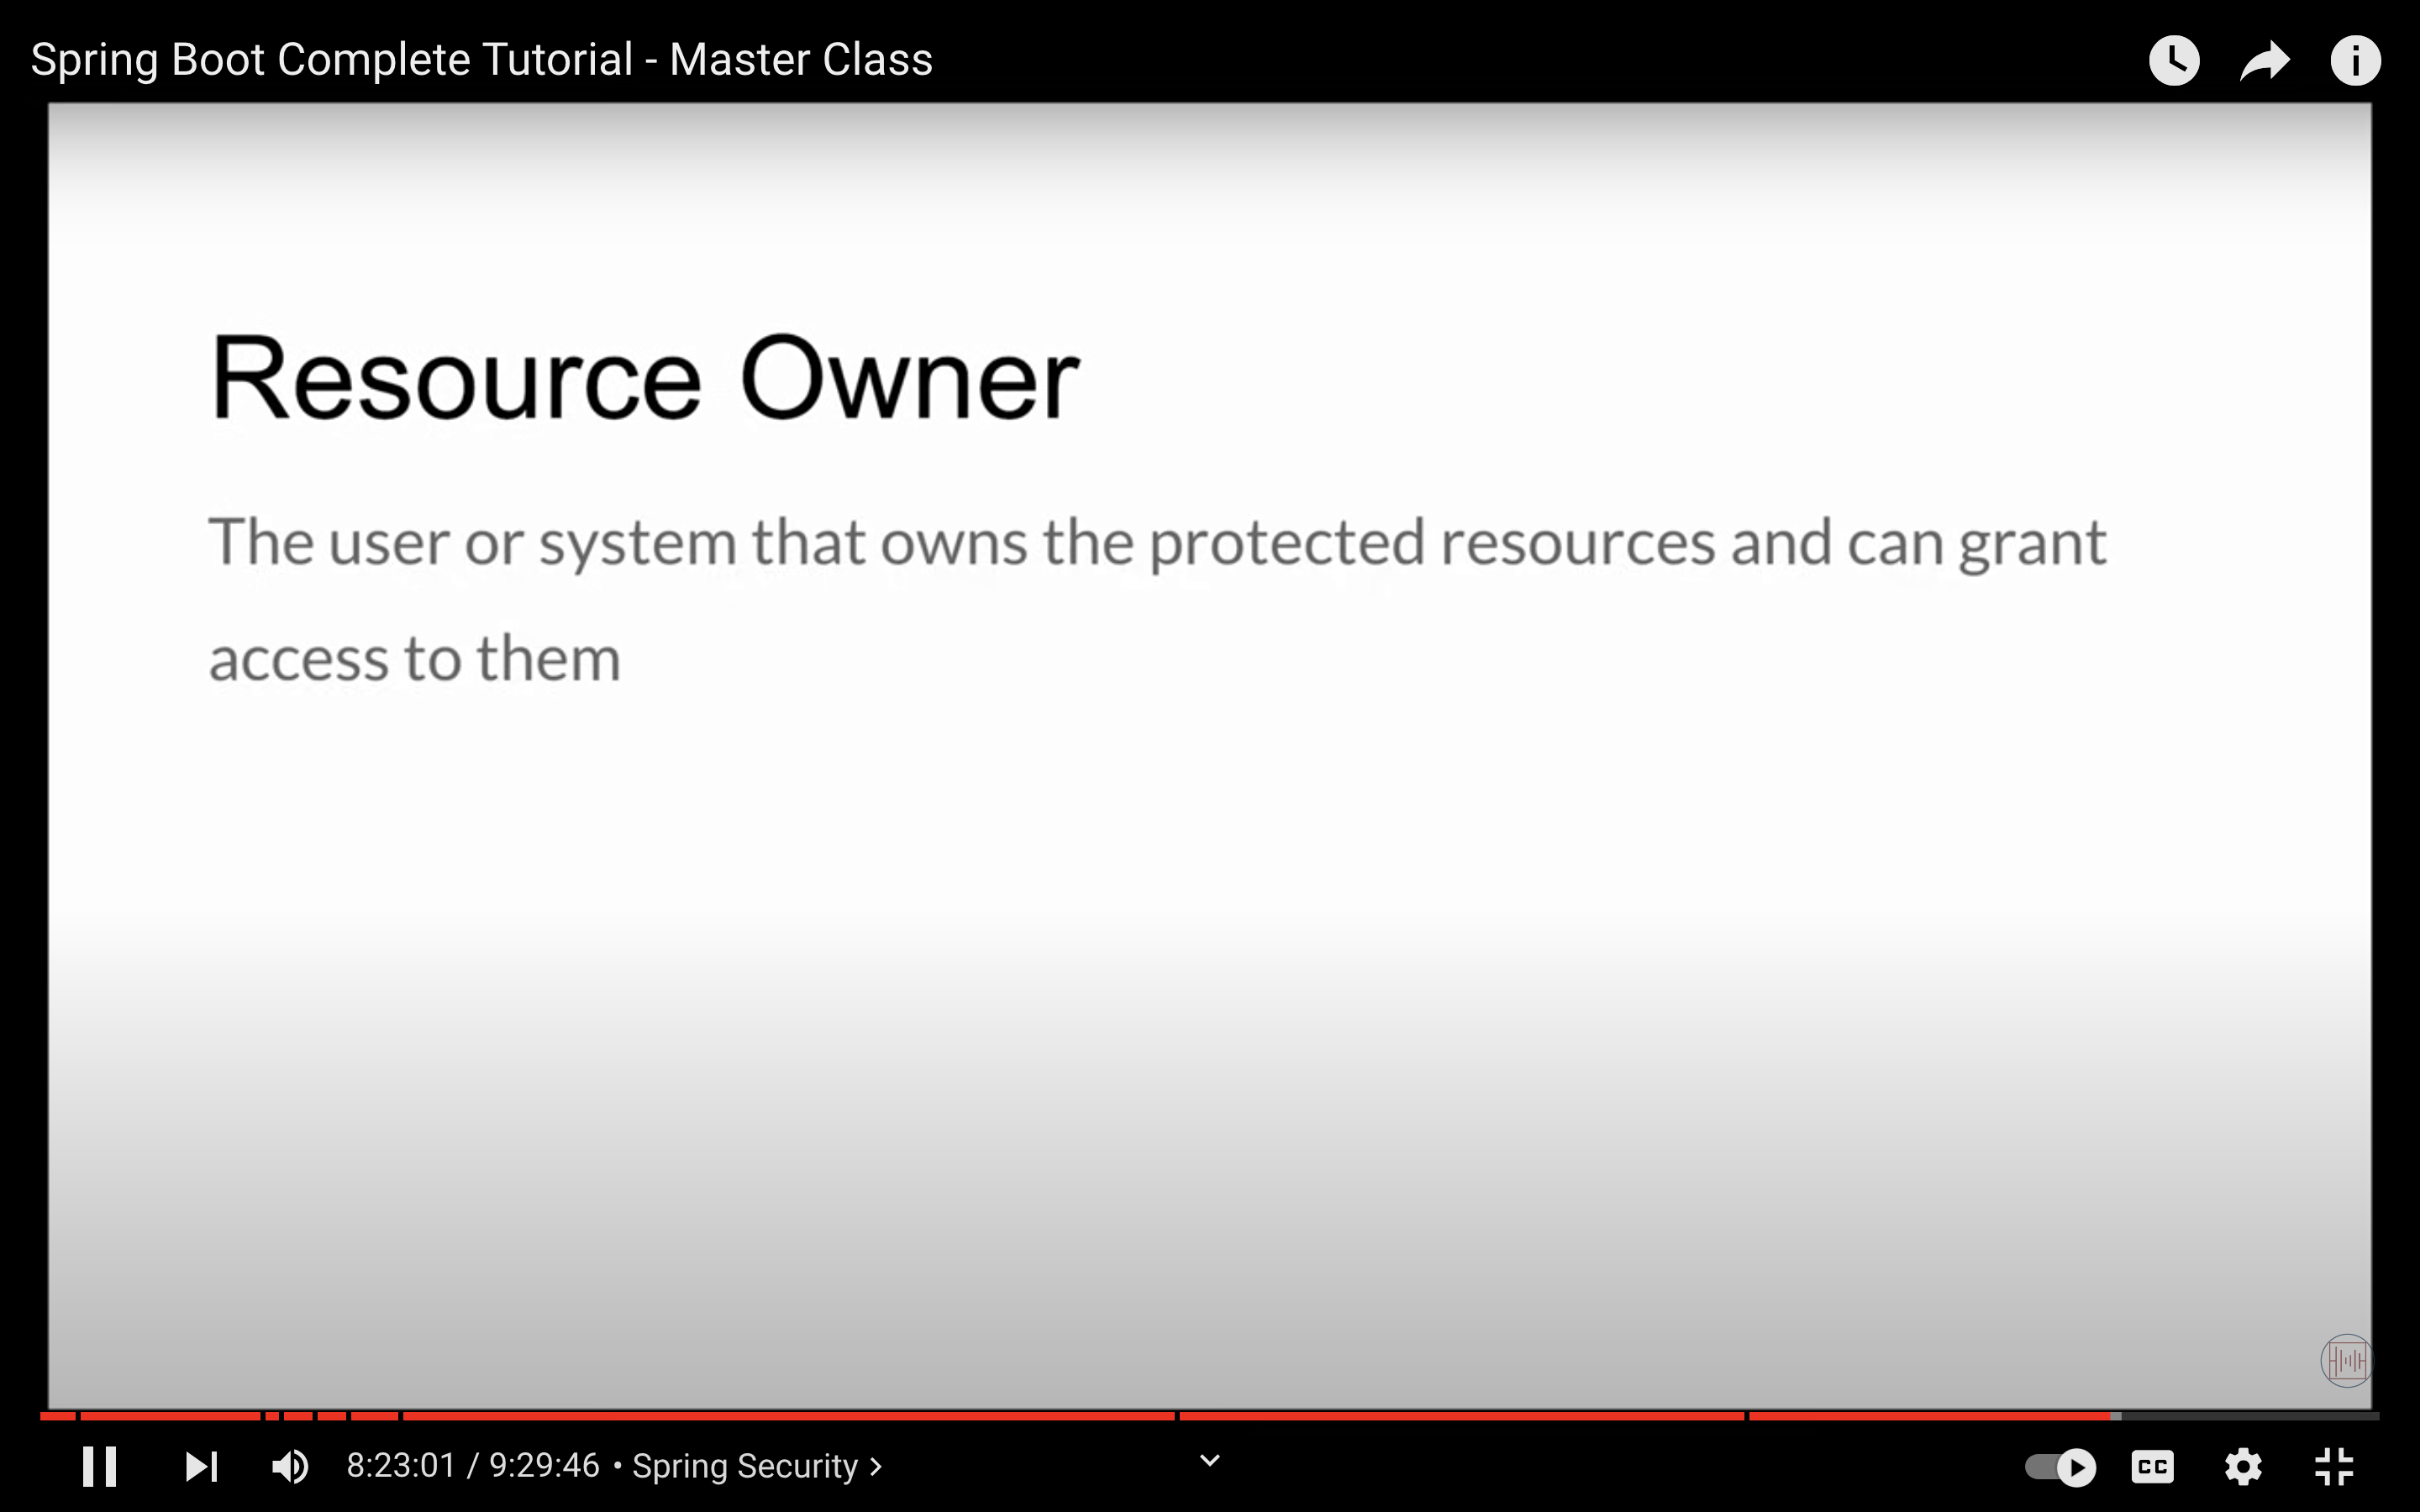 Spring Boot Complete Tutorial - Master Class
Resource Owner
The user or system that owns the protected resources and can grant
access to them
8:23:01 / 9:29:46 • Spring Security
CC